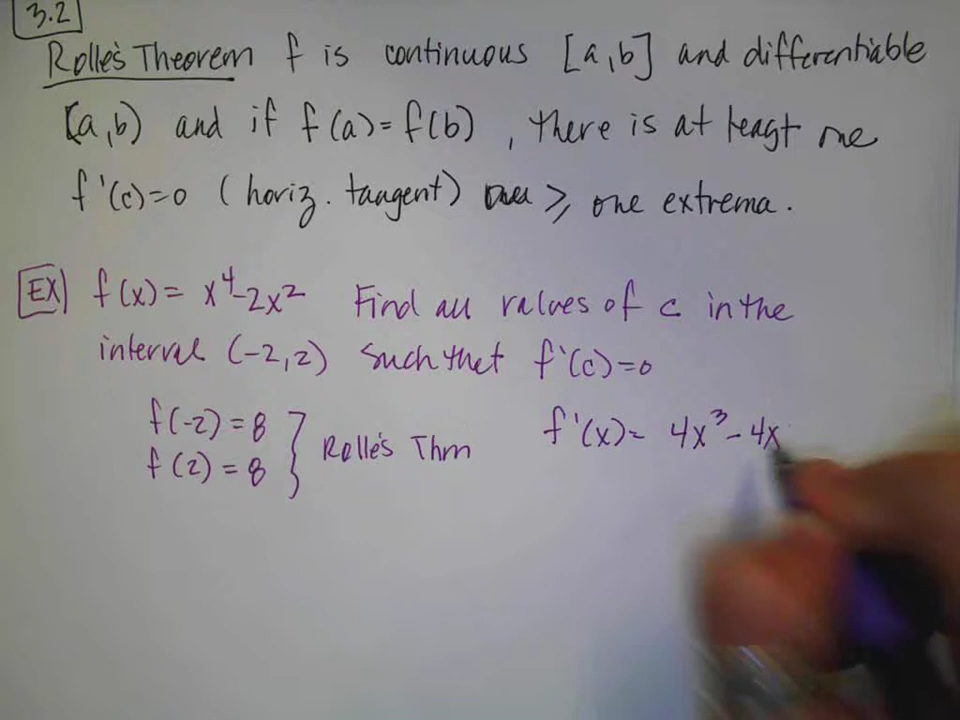 3.2
Rolle's Theorem f is continuous [a,b] and differentiable
(a,b) and if f(a)=f(b), there is at least one
f'(c)=0 (horiz. tangent) ⩾ one extrema.
EX) f(x)= x⁴-2x² Find all values of c in the
interval (-2,2) such that f'(c)=0
f(-2)=8
f(2)=8 } Rolle's Thm f'(x)= 4x³-4x